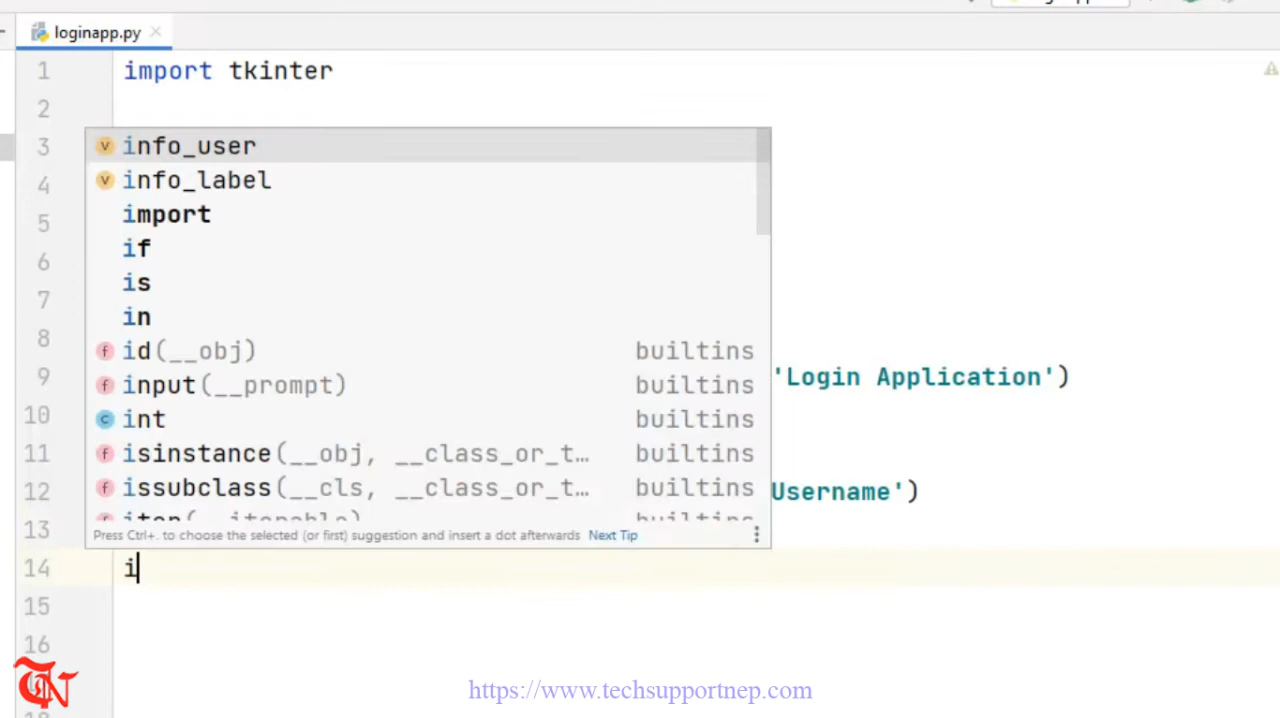 loginapp.py
1 import tkinter
2
3
4
5
6
7
8
9 'Login Application')
10
11
12 Username')
13
14 i
15
16
info_user
info_label
import
if
is
in
id(__obj) builtins
input(__prompt) builtins
int builtins
isinstance(__obj, __class_or_t… builtins
issubclass(__cls, __class_or_t… builtins
Press Ctrl+. to choose the selected (or first) suggestion and insert a dot afterwards Next Tip
TN
https://www.techsupportnep.com